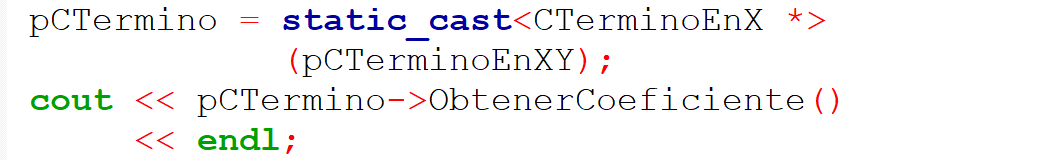 pCTermino = static_cast<CTerminoEnX *>
(pCTerminoEnXY);
cout << pCTermino->ObtenerCoeficiente()
<< endl;